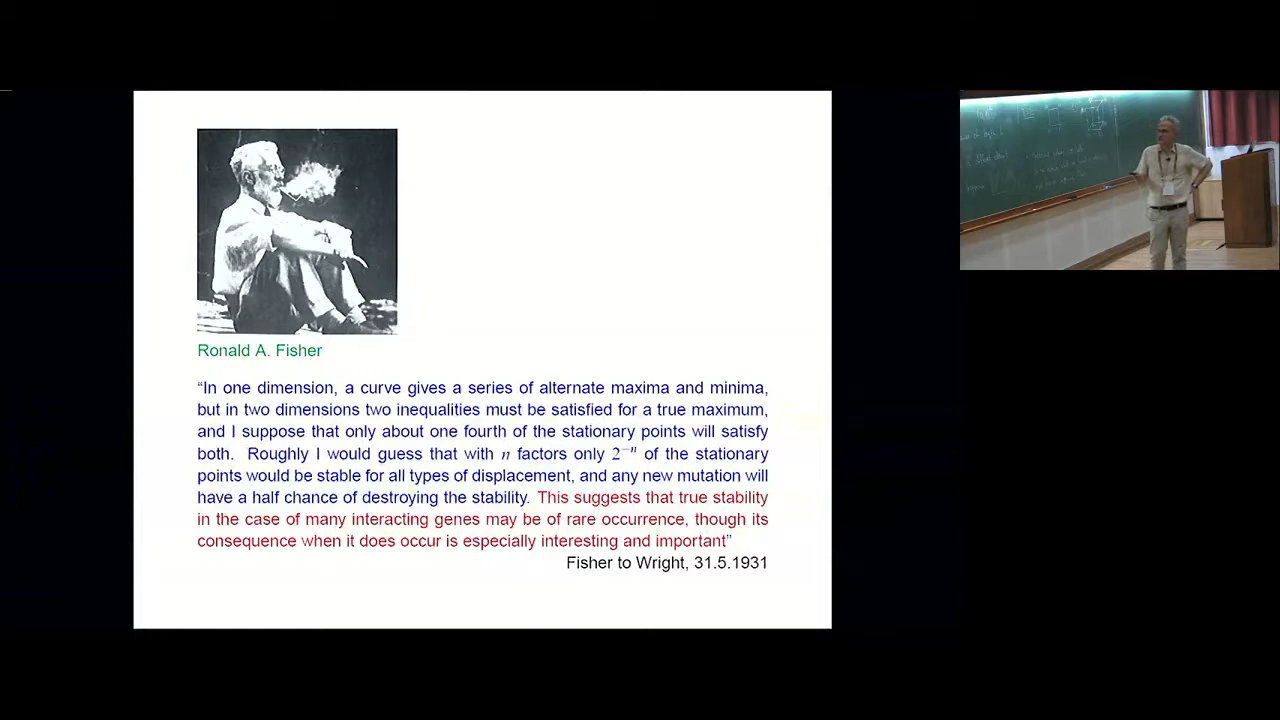 Ronald A. Fisher
“In one dimension, a curve gives a series of alternate maxima and minima,
but in two dimensions two inequalities must be satisfied for a true maximum,
and I suppose that only about one fourth of the stationary points will satisfy
both. Roughly I would guess that with n factors only 2⁻ⁿ of the stationary
points would be stable for all types of displacement, and any new mutation will
have a half chance of destroying the stability. This suggests that true stability
in the case of many interacting genes may be of rare occurrence, though its
consequence when it does occur is especially interesting and important”
Fisher to Wright, 31.5.1931